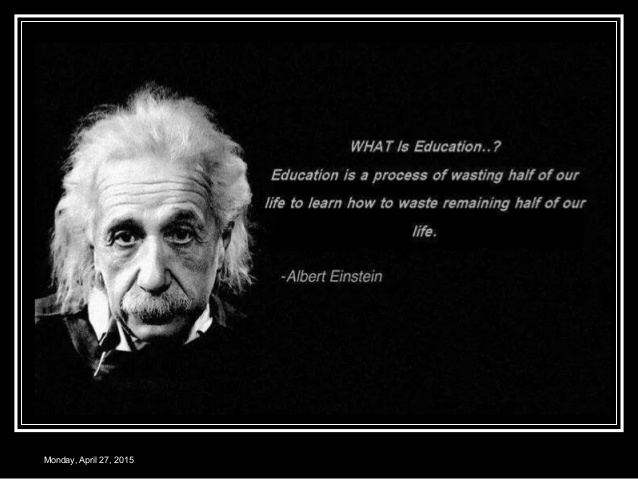 WHAT Is Education..?
Education is a process of wasting half of our
life to learn how to waste remaining half of our
life.
-Albert Einstein
Monday, April 27, 2015